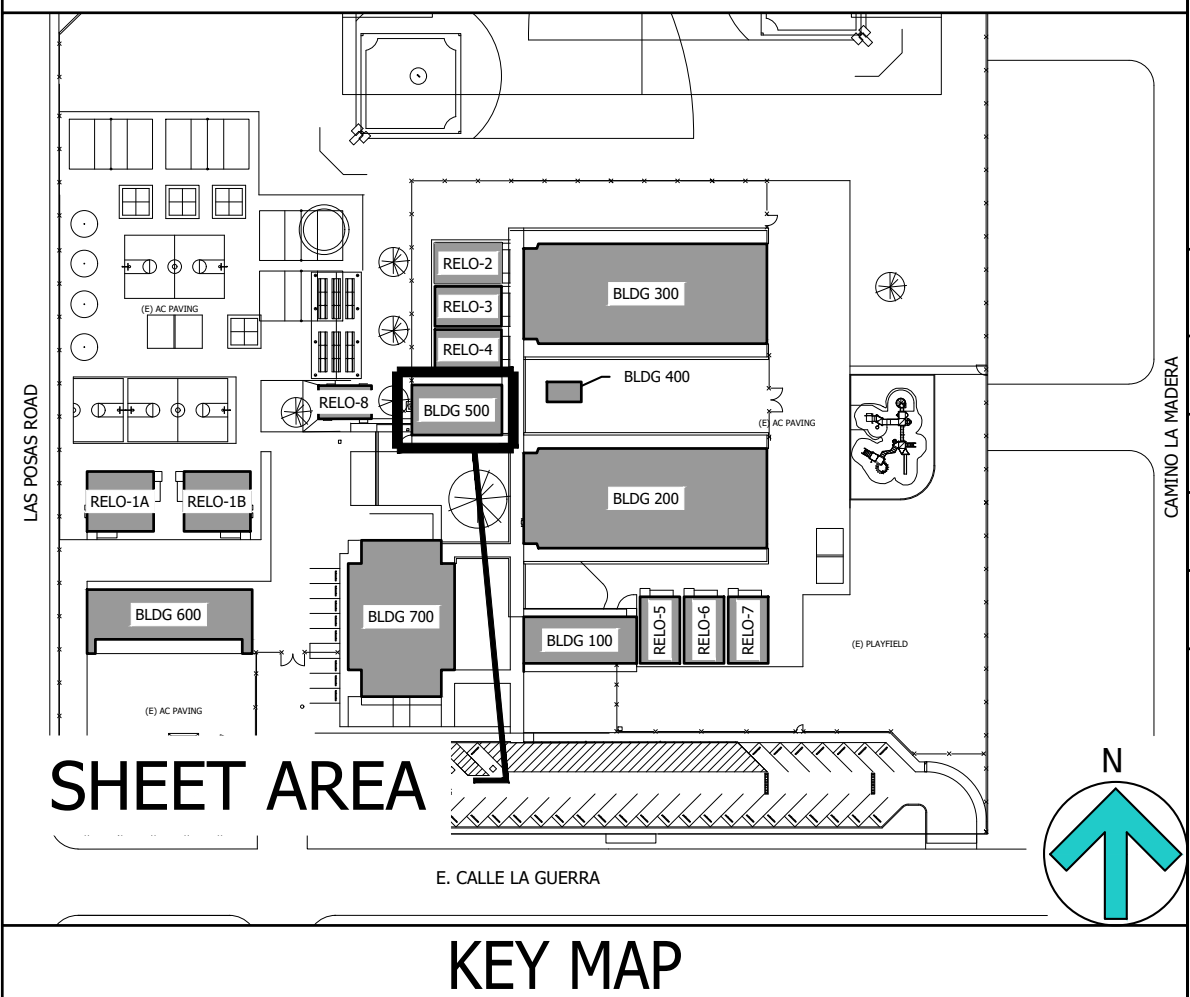 RELO-2
BLDG 300
RELO-3
(E) AC PAVING
RELO-4
BLDG 400
RELO-8
BLDG 500
(E) AC PAVING
LAS POSAS ROAD
CAMINO LA MADERA
RELO-1A
RELO-1B
BLDG 200
BLDG 600
BLDG 700
BLDG 100
RELO-5
RELO-6
RELO-7
(E) PLAYFIELD
(E) AC PAVING
SHEET AREA
N
E. CALLE LA GUERRA
KEY MAP